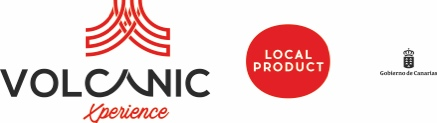 VOLCANIC
Xperience
LOCAL
PRODUCT
Gobierno de Canarias